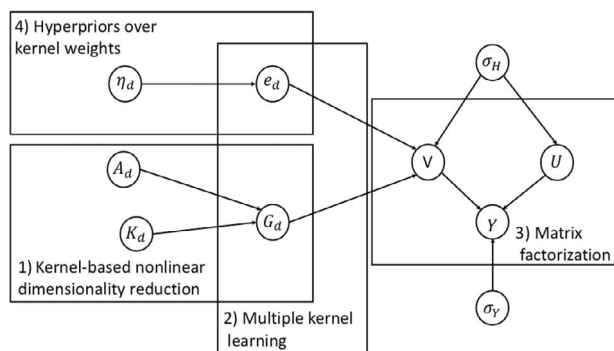 4) Hyperpriors over
kernel weights
η_d
e_d
σ_H
A_d
V
U
K_d
G_d
Y
1) Kernel-based nonlinear
dimensionality reduction
2) Multiple kernel
learning
3) Matrix
factorization
σ_Y